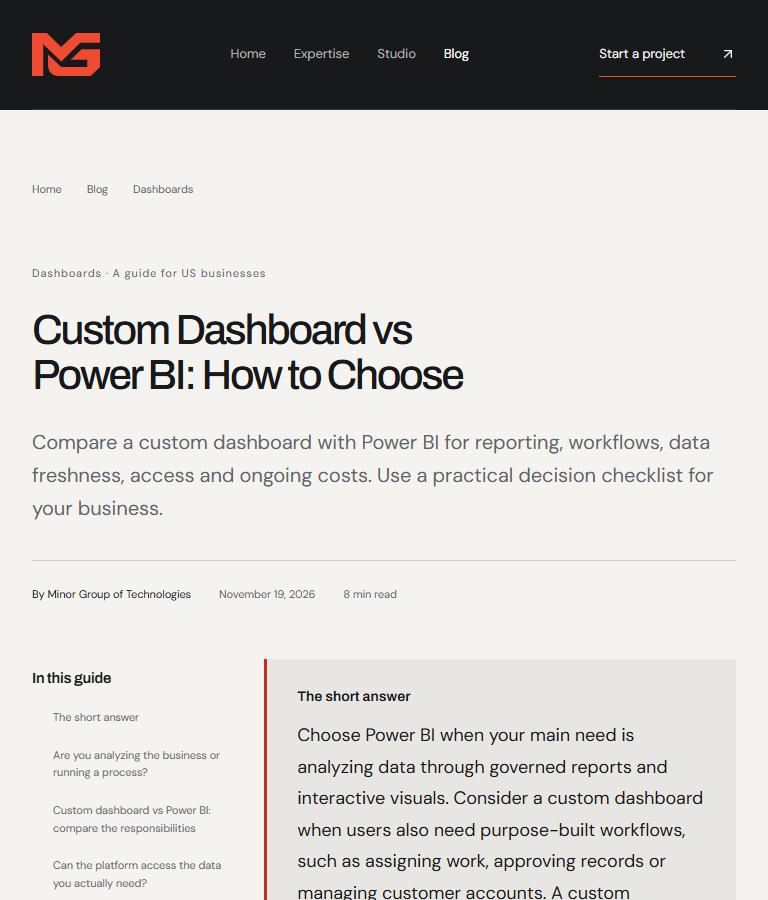 MG
Home Expertise Studio Blog
Start a project
Home Blog Dashboards
Dashboards · A guide for US businesses
Custom Dashboard vs
Power BI: How to Choose
Compare a custom dashboard with Power BI for reporting, workflows, data
freshness, access and ongoing costs. Use a practical decision checklist for
your business.
By Minor Group of Technologies November 19, 2026 8 min read
In this guide
The short answer
Are you analyzing the business or
running a process?
Custom dashboard vs Power BI:
compare the responsibilities
Can the platform access the data
you actually need?
The short answer
Choose Power BI when your main need is
analyzing data through governed reports and
interactive visuals. Consider a custom dashboard
when users also need purpose-built workflows,
such as assigning work, approving records or
managing customer accounts. A custom